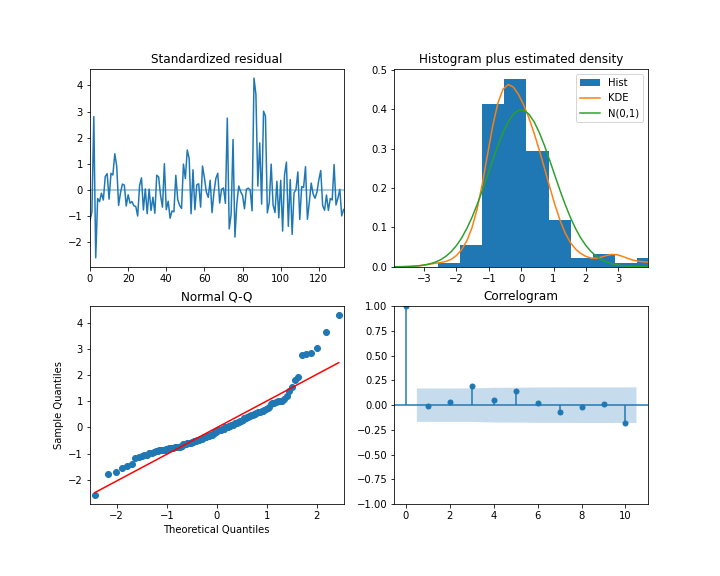 Standardized residual
4
3
2
1
0
−1
−2
0 20 40 60 80 100 120
Histogram plus estimated density
0.5
0.4
0.3
0.2
0.1
0.0
Hist
KDE
N(0,1)
−3 −2 −1 0 1 2 3
Normal Q-Q
Sample Quantiles
4
3
2
1
0
−1
−2
−2 −1 0 1 2
Theoretical Quantiles
Correlogram
1.00
0.75
0.50
0.25
0.00
−0.25
−0.50
−0.75
−1.00
0 2 4 6 8 10